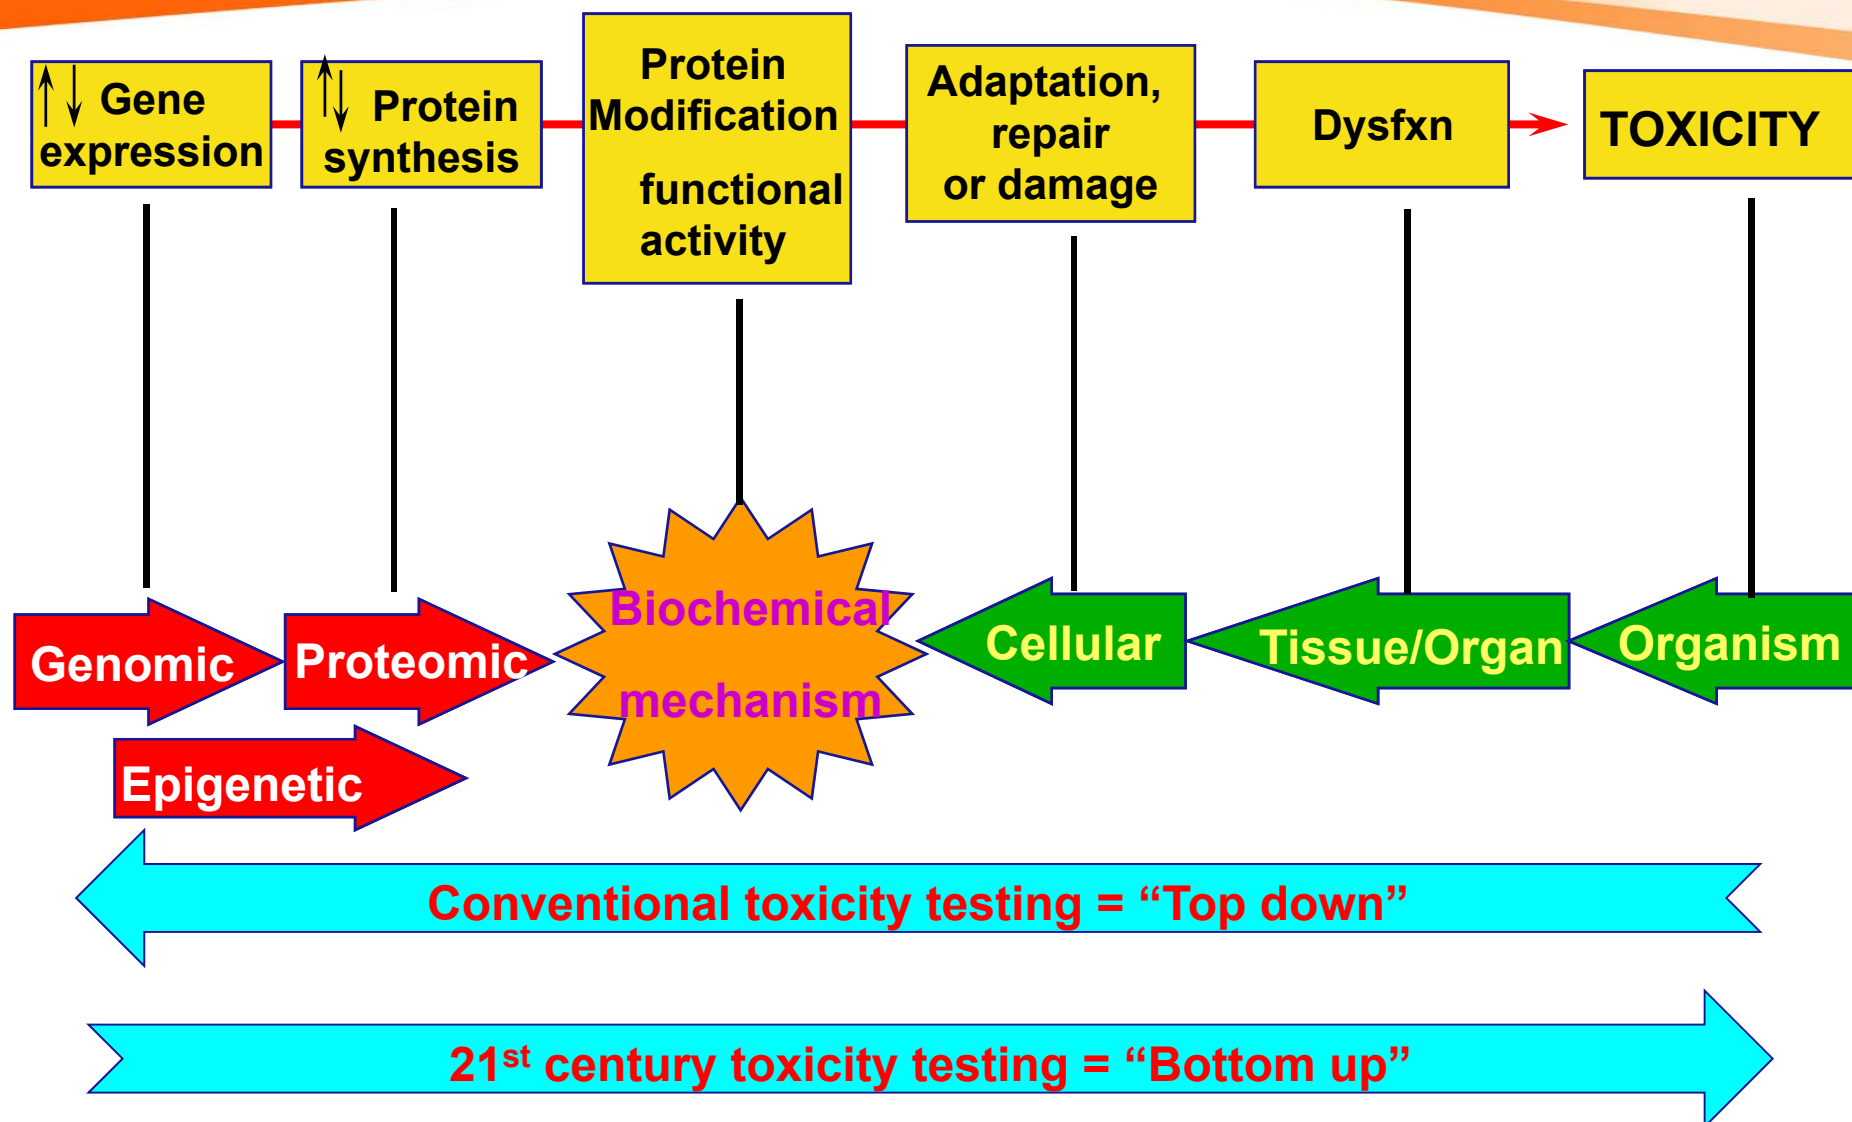 Gene
expression
Protein
synthesis
Protein
Modification
functional
activity
Adaptation,
repair
or damage
Dysfxn
TOXICITY
Genomic
Proteomic
Biochemical
mechanism
Cellular
Tissue/Organ
Organism
Epigenetic
Conventional toxicity testing = “Top down”
21st century toxicity testing = “Bottom up”